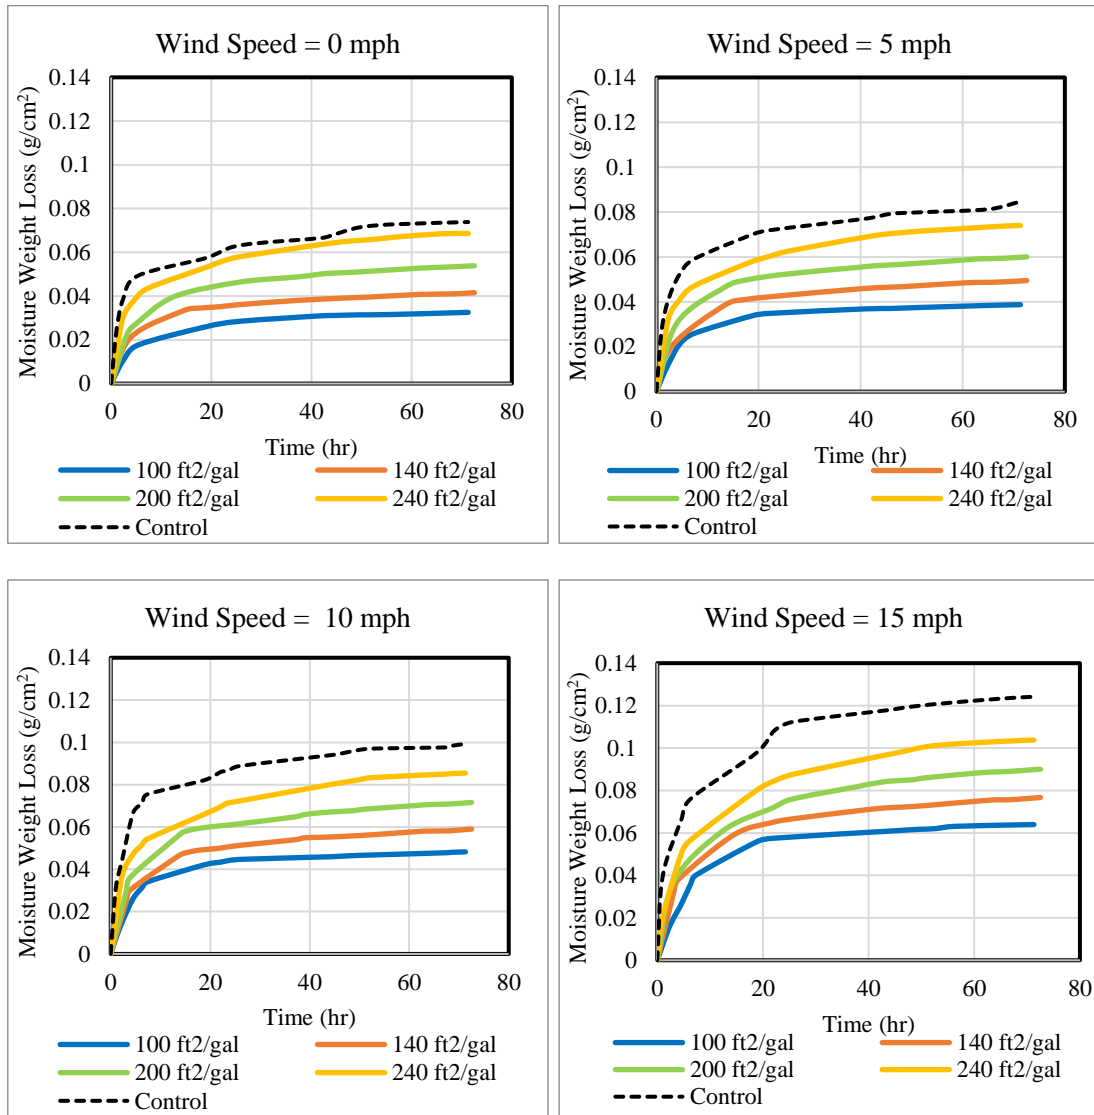 Wind Speed = 0 mph
Moisture Weight Loss (g/cm²)
0.14
0.12
0.1
0.08
0.06
0.04
0.02
0
0 20 40 60 80
Time (hr)
100 ft2/gal 140 ft2/gal
200 ft2/gal 240 ft2/gal
Control
Wind Speed = 5 mph
Moisture Weight Loss (g/cm²)
0.14
0.12
0.1
0.08
0.06
0.04
0.02
0
0 20 40 60 80
Time (hr)
100 ft2/gal 140 ft2/gal
200 ft2/gal 240 ft2/gal
Control
Wind Speed = 10 mph
Moisture Weight Loss (g/cm²)
0.14
0.12
0.1
0.08
0.06
0.04
0.02
0
0 20 40 60 80
Time (hr)
100 ft2/gal 140 ft2/gal
200 ft2/gal 240 ft2/gal
Control
Wind Speed = 15 mph
Moisture Weight Loss (g/cm²)
0.14
0.12
0.1
0.08
0.06
0.04
0.02
0
0 20 40 60 80
Time (hr)
100 ft2/gal 140 ft2/gal
200 ft2/gal 240 ft2/gal
Control